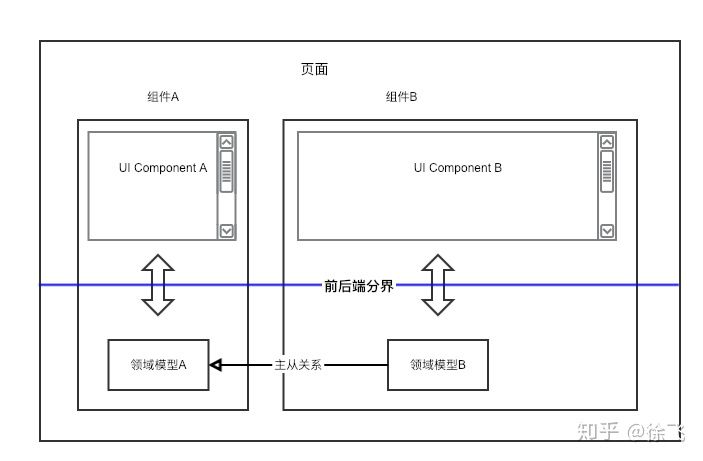 页面
组件A
组件B
UI Component A
UI Component B
前后端分界
领域模型A
主从关系
领域模型B
知乎 @徐飞